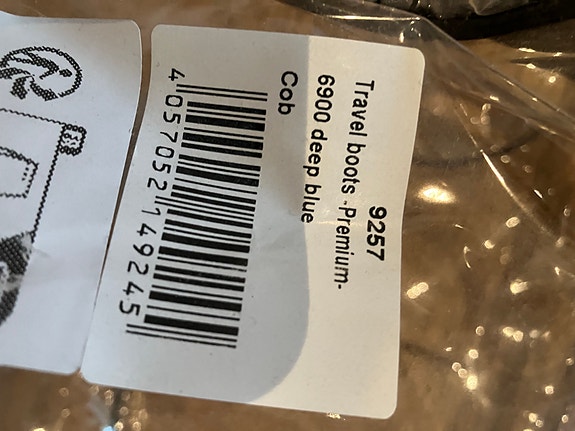 9257
Travel boots -Premium-
6900 deep blue
Cob
4 057052 149245